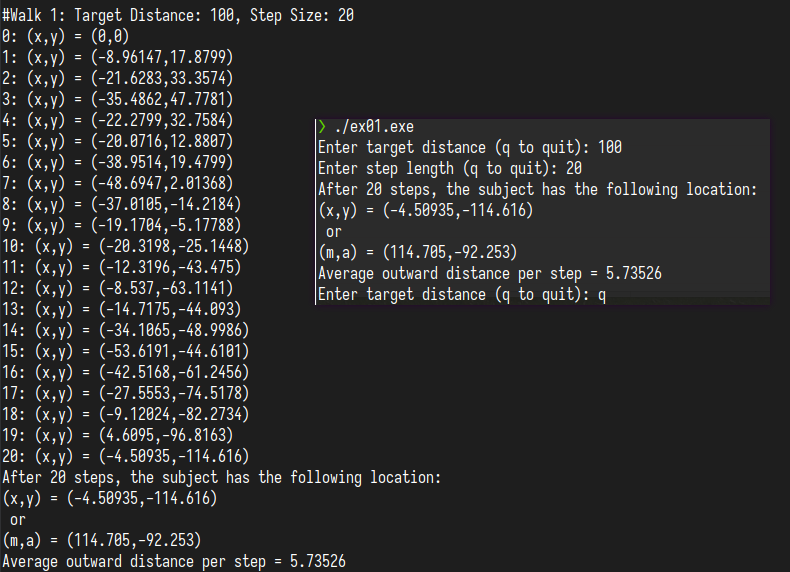 #Walk 1: Target Distance: 100, Step Size: 20
0: (x,y) = (0,0)
1: (x,y) = (-8.96147,17.8799)
2: (x,y) = (-21.6283,33.3574)
3: (x,y) = (-35.4862,47.7781)
4: (x,y) = (-22.2799,32.7584)
5: (x,y) = (-20.0716,12.8807)
6: (x,y) = (-38.9514,19.4799)
7: (x,y) = (-48.6947,2.01368)
8: (x,y) = (-37.0105,-14.2184)
9: (x,y) = (-19.1704,-5.17788)
10: (x,y) = (-20.3198,-25.1448)
11: (x,y) = (-12.3196,-43.475)
12: (x,y) = (-8.537,-63.1141)
13: (x,y) = (-14.7175,-44.093)
14: (x,y) = (-34.1065,-48.9986)
15: (x,y) = (-53.6191,-44.6101)
16: (x,y) = (-42.5168,-61.2456)
17: (x,y) = (-27.5553,-74.5178)
18: (x,y) = (-9.12024,-82.2734)
19: (x,y) = (4.6095,-96.8163)
20: (x,y) = (-4.50935,-114.616)
After 20 steps, the subject has the following location:
(x,y) = (-4.50935,-114.616)
 or
(m,a) = (114.705,-92.253)
Average outward distance per step = 5.73526
❯ ./ex01.exe
Enter target distance (q to quit): 100
Enter step length (q to quit): 20
After 20 steps, the subject has the following location:
(x,y) = (-4.50935,-114.616)
 or
(m,a) = (114.705,-92.253)
Average outward distance per step = 5.73526
Enter target distance (q to quit): q